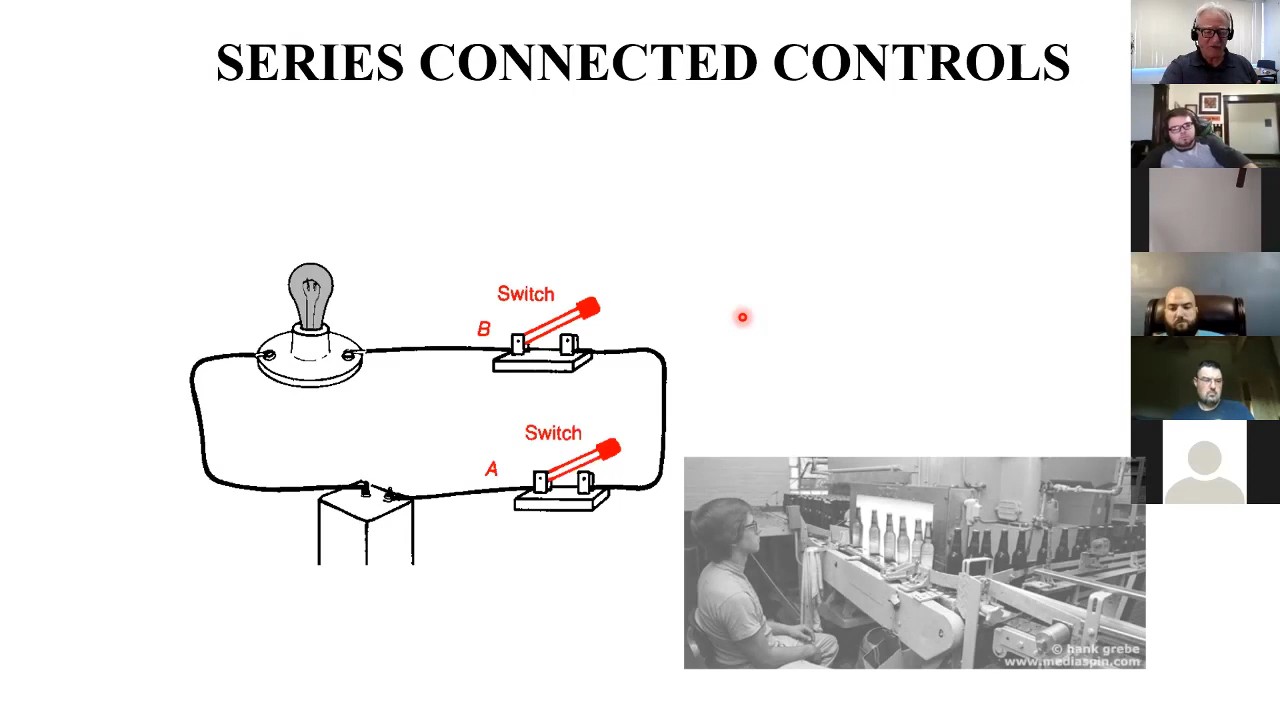 SERIES CONNECTED CONTROLS
Switch
B
Switch
A
© hank grebe
www.mediaspin.com